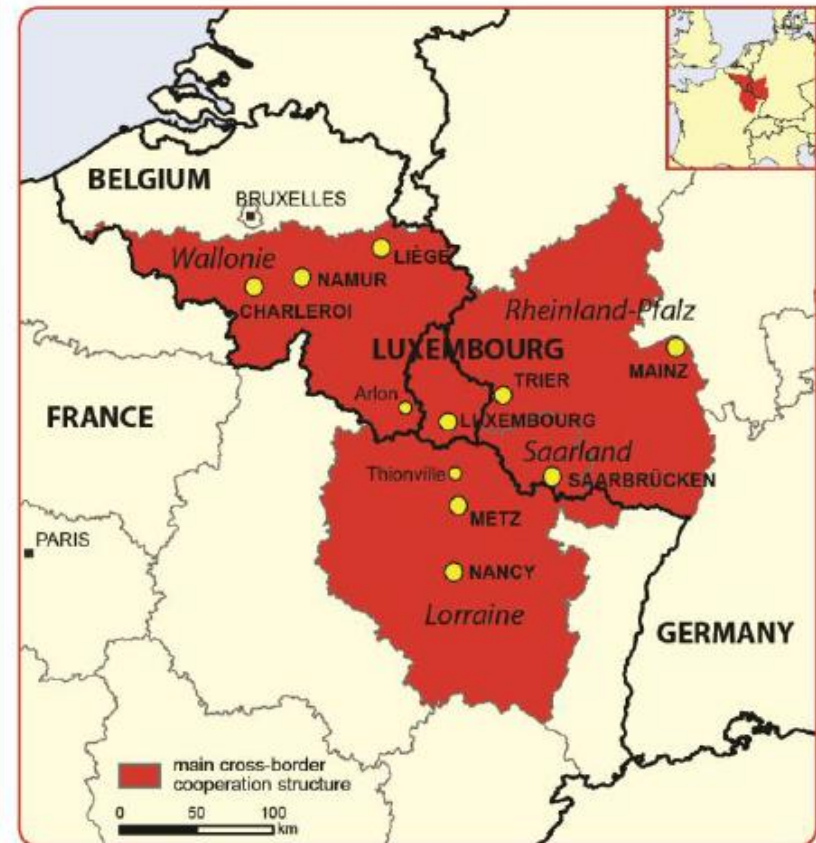 BELGIUM
BRUXELLES
Wallonie
LIÈGE
NAMUR
CHARLEROI
Rheinland-Pfalz
LUXEMBOURG
MAINZ
TRIER
Arlon
LUXEMBOURG
FRANCE
Saarland
Thionville
SAARBRÜCKEN
METZ
PARIS
NANCY
Lorraine
GERMANY
main cross-border
cooperation structure
0 50 100
km